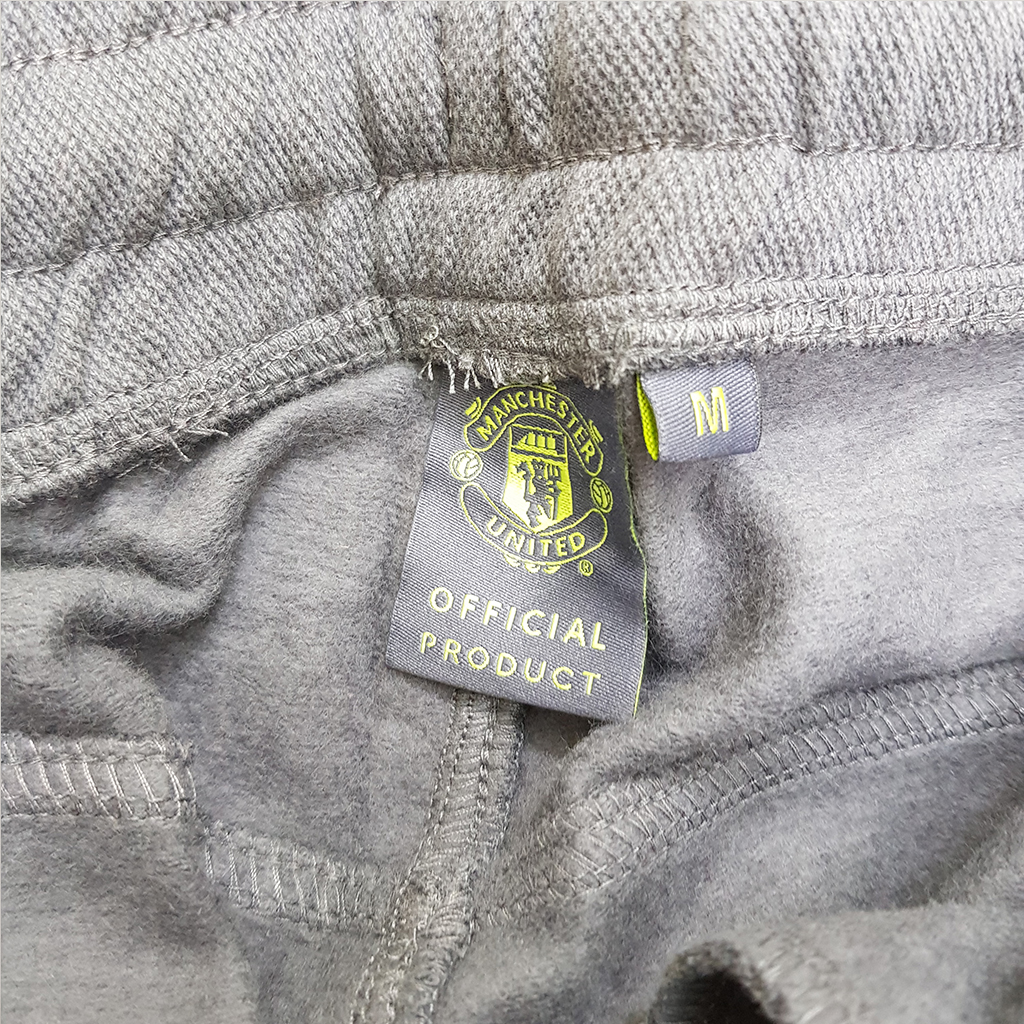 MANCHESTER
UNITED
®
OFFICIAL
PRODUCT
M